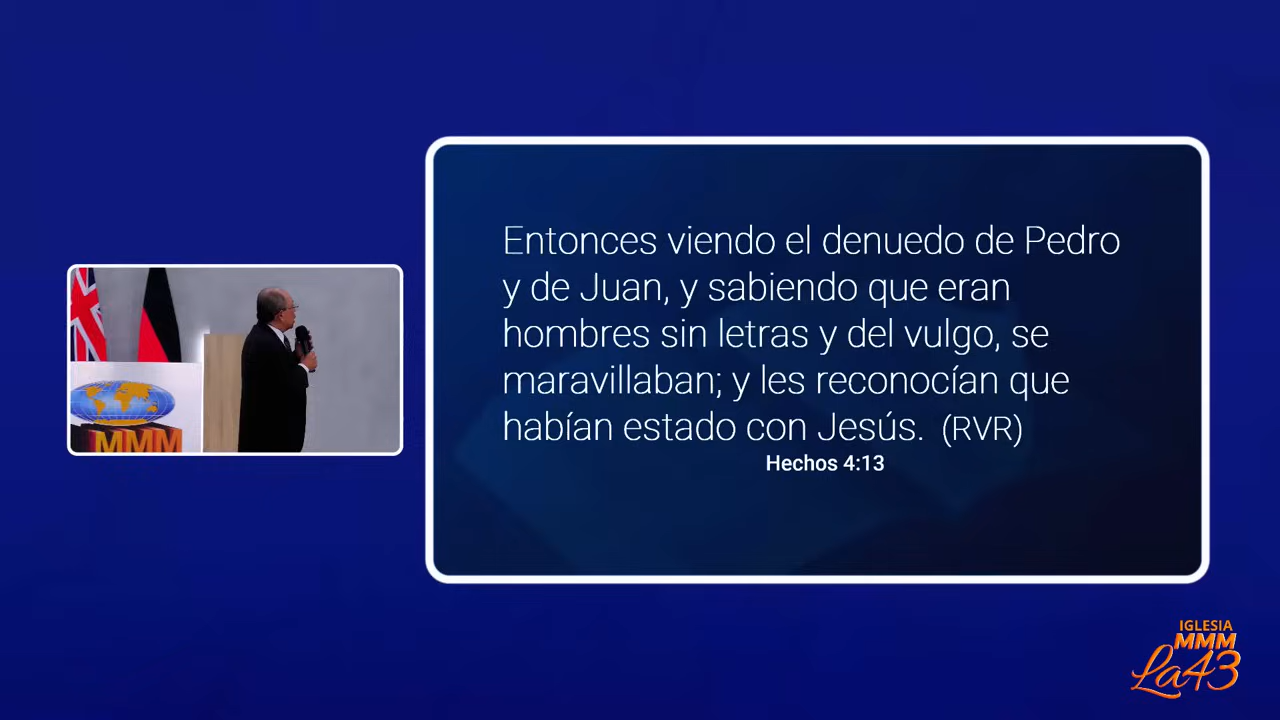 Entonces viendo el denuedo de Pedro
y de Juan, y sabiendo que eran
hombres sin letras y del vulgo, se
maravillaban; y les reconocían que
habían estado con Jesús. (RVR)
Hechos 4:13
MMM
IGLESIA
MMM
La43